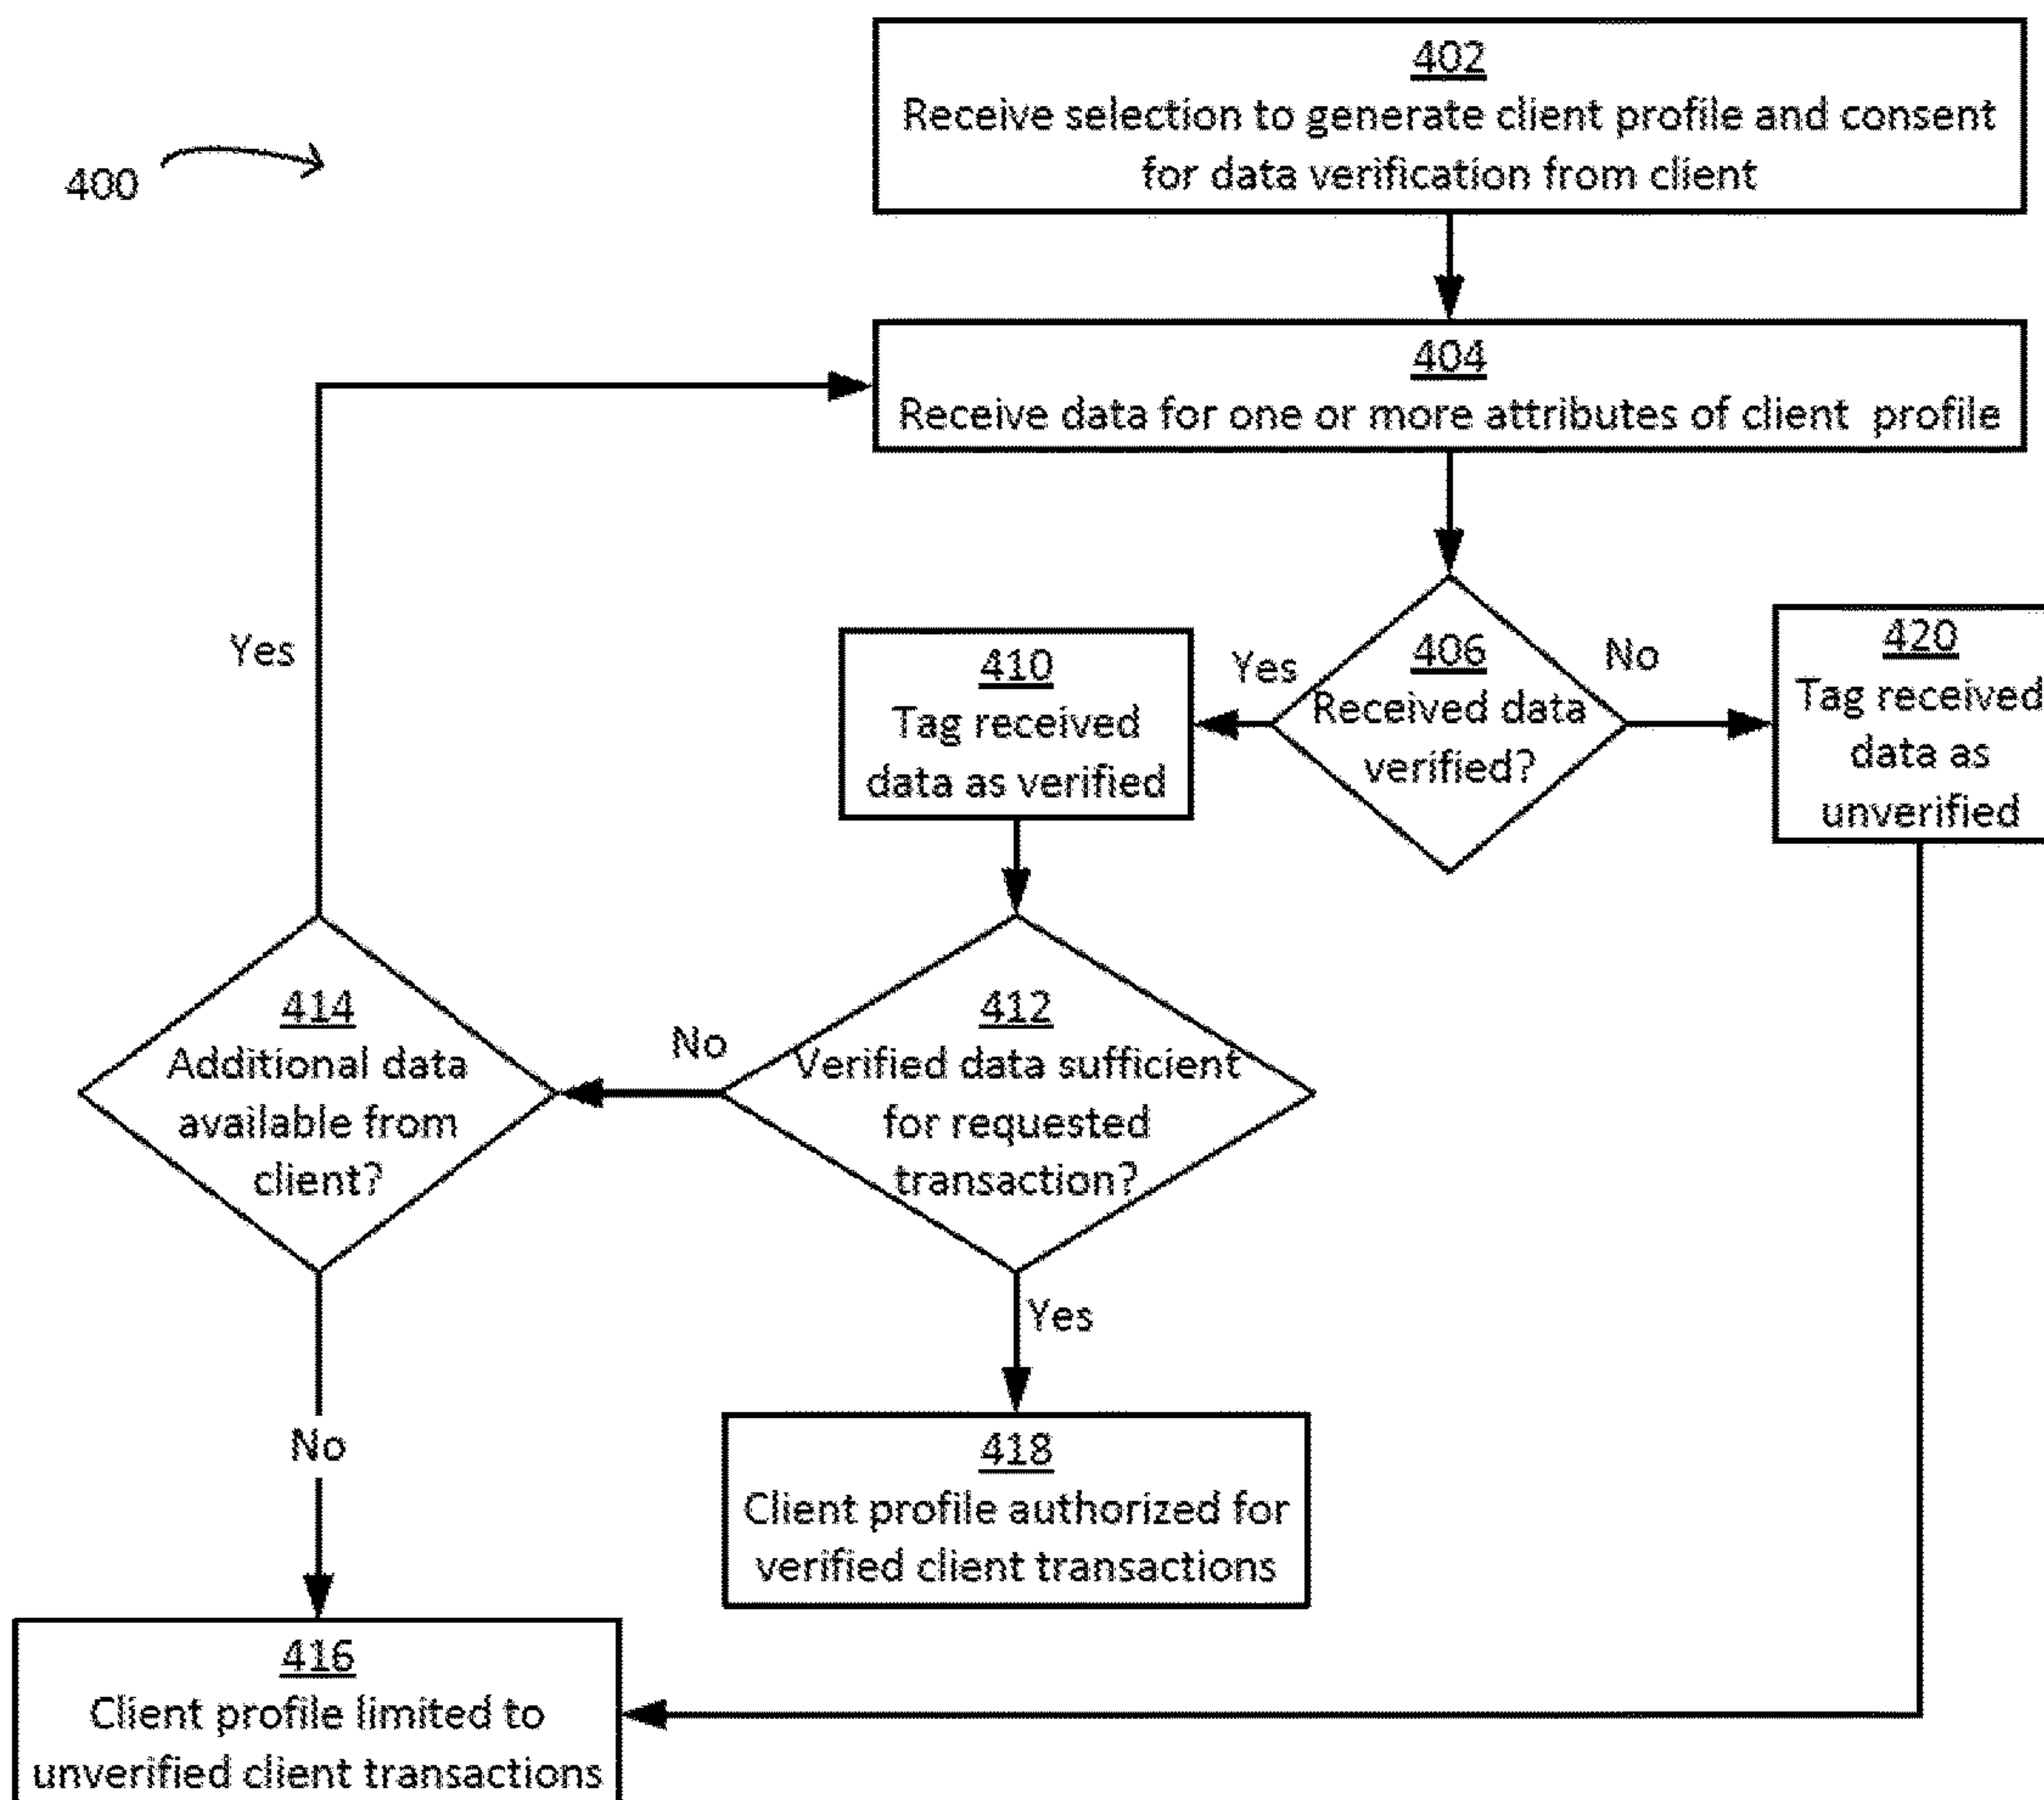 400
402
Receive selection to generate client profile and consent
for data verification from client
404
Receive data for one or more attributes of client profile
Yes
410
Tag received
data as verified
Yes
406
Received data
verified?
No
420
Tag received
data as
unverified
414
Additional data
available from
client?
No
412
Verified data sufficient
for requested
transaction?
Yes
No
418
Client profile authorized for
verified client transactions
416
Client profile limited to
unverified client transactions